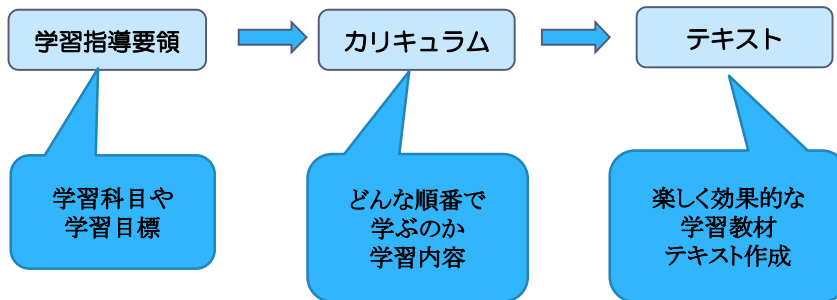 学習指導要領
カリキュラム
テキスト
学習科目や
学習目標
どんな順番で
学ぶのか
学習内容
楽しく効果的な
学習教材
テキスト作成